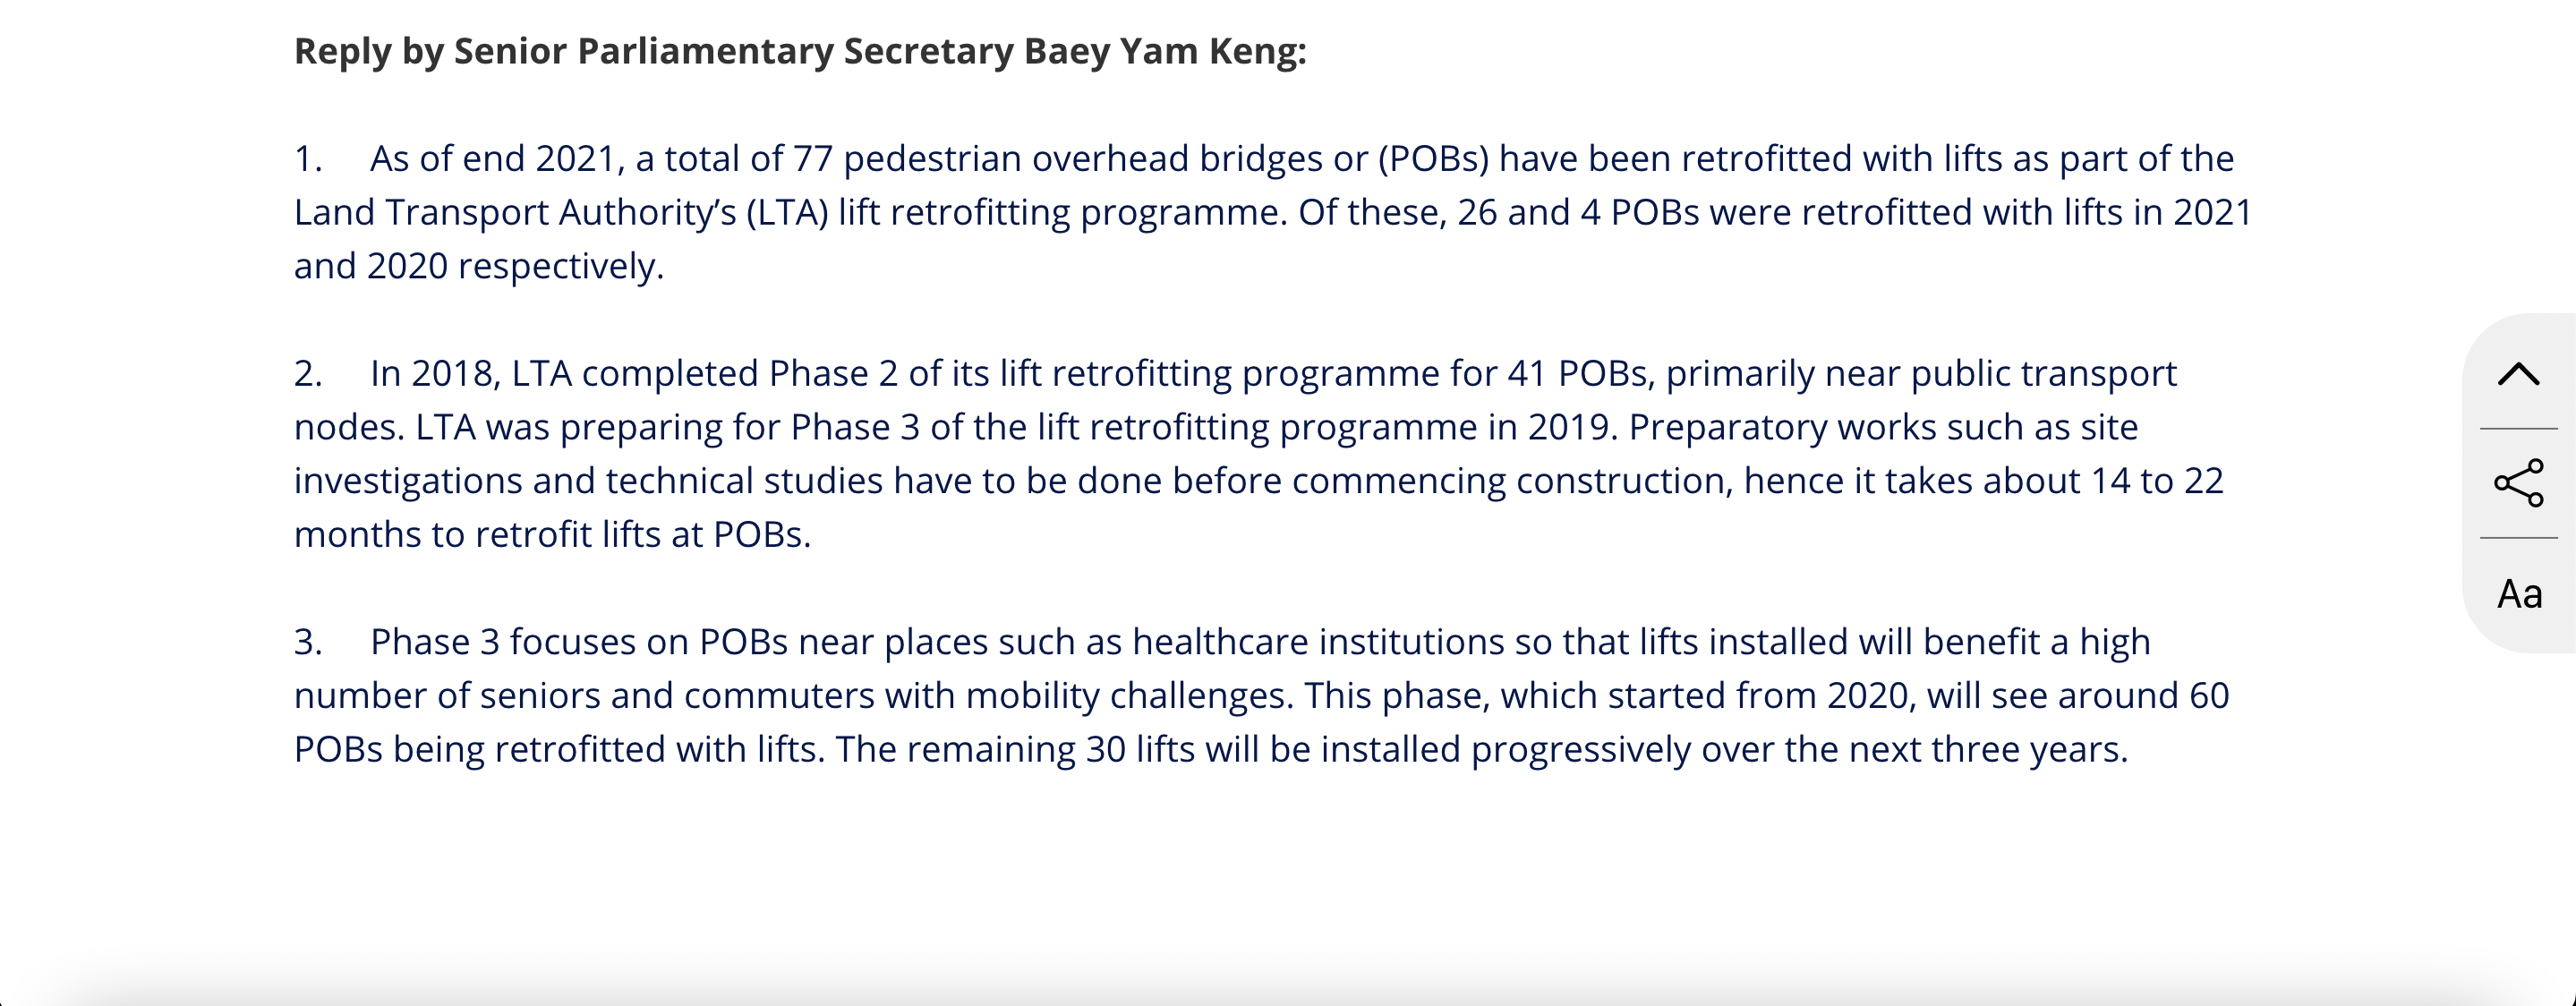 Reply by Senior Parliamentary Secretary Baey Yam Keng:
1. As of end 2021, a total of 77 pedestrian overhead bridges or (POBs) have been retrofitted with lifts as part of the
Land Transport Authority’s (LTA) lift retrofitting programme. Of these, 26 and 4 POBs were retrofitted with lifts in 2021
and 2020 respectively.
2. In 2018, LTA completed Phase 2 of its lift retrofitting programme for 41 POBs, primarily near public transport
nodes. LTA was preparing for Phase 3 of the lift retrofitting programme in 2019. Preparatory works such as site
investigations and technical studies have to be done before commencing construction, hence it takes about 14 to 22
months to retrofit lifts at POBs.
3. Phase 3 focuses on POBs near places such as healthcare institutions so that lifts installed will benefit a high
number of seniors and commuters with mobility challenges. This phase, which started from 2020, will see around 60
POBs being retrofitted with lifts. The remaining 30 lifts will be installed progressively over the next three years.
Aa